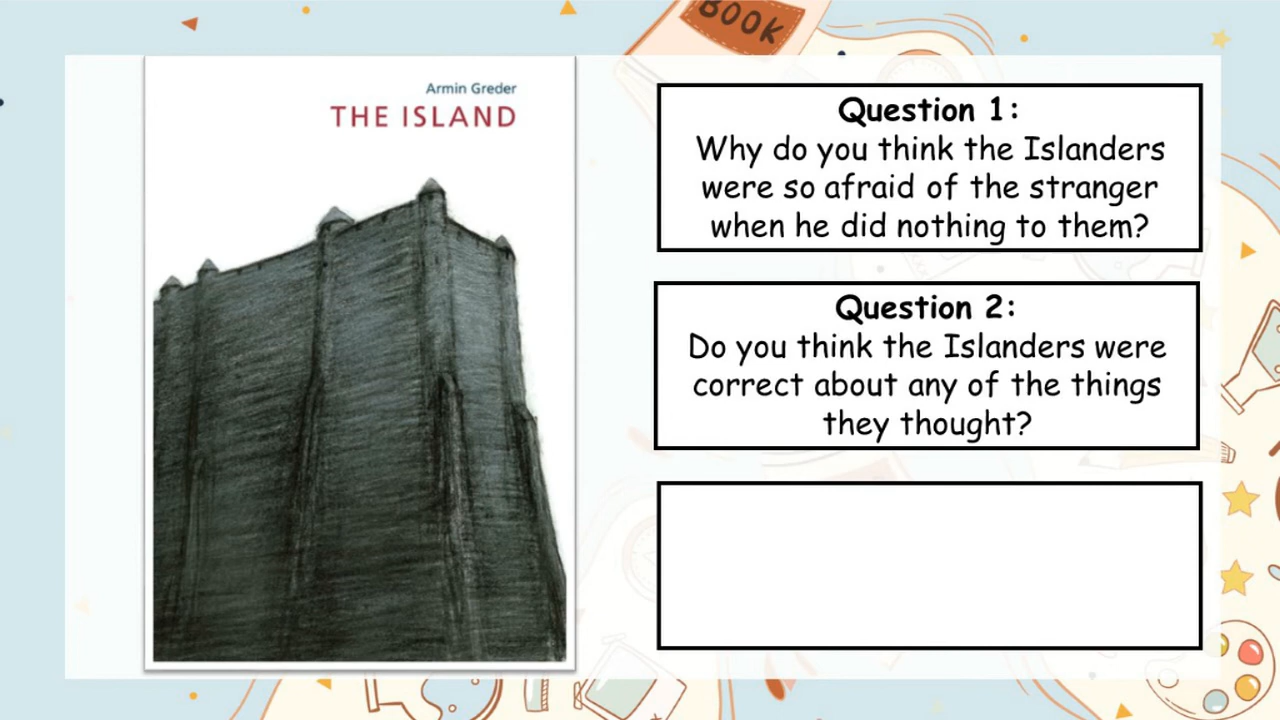 BOOK
Armin Greder
THE ISLAND
Question 1:
Why do you think the Islanders
were so afraid of the stranger
when he did nothing to them?
Question 2:
Do you think the Islanders were
correct about any of the things
they thought?